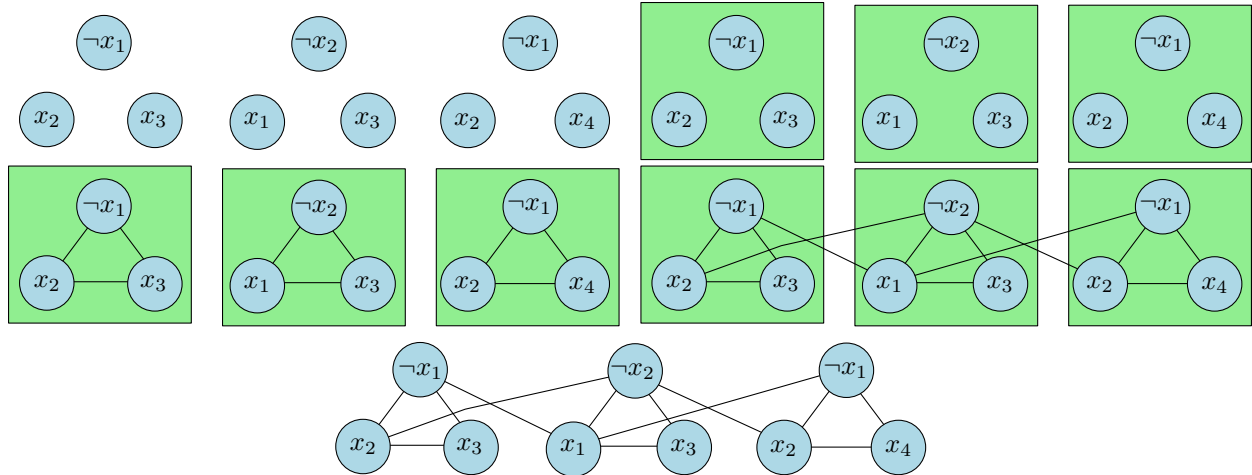 ¬x₁ ¬x₂ ¬x₁ ¬x₁ ¬x₂ ¬x₁
x₂ x₃ x₁ x₃ x₂ x₄ x₂ x₃ x₁ x₃ x₂ x₄
¬x₁ ¬x₂ ¬x₁ ¬x₁ ¬x₂ ¬x₁
x₂ x₃ x₁ x₃ x₂ x₄ x₂ x₃ x₁ x₃ x₂ x₄
¬x₁ ¬x₂ ¬x₁
x₂ x₃ x₁ x₃ x₂ x₄